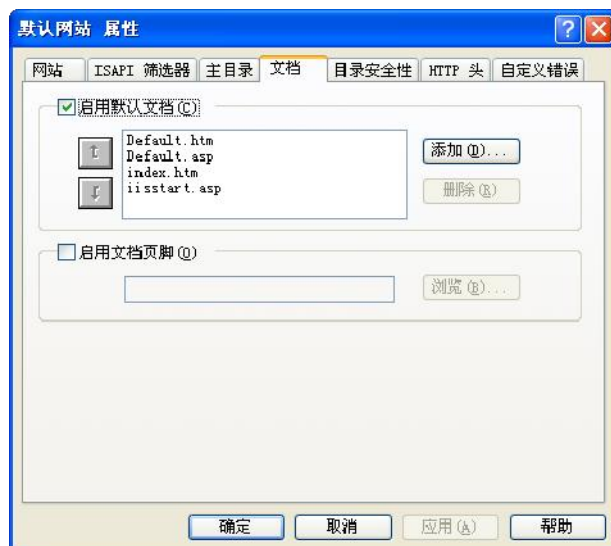 默认网站 属性
网站 ISAPI 筛选器 主目录 文档 目录安全性 HTTP 头 自定义错误
启用默认文档(C)
Default.htm
Default.asp
index.htm
iisstart.asp
添加(D)...
删除(R)
启用文档页脚(O)
浏览(B)...
确定 取消 应用(A) 帮助